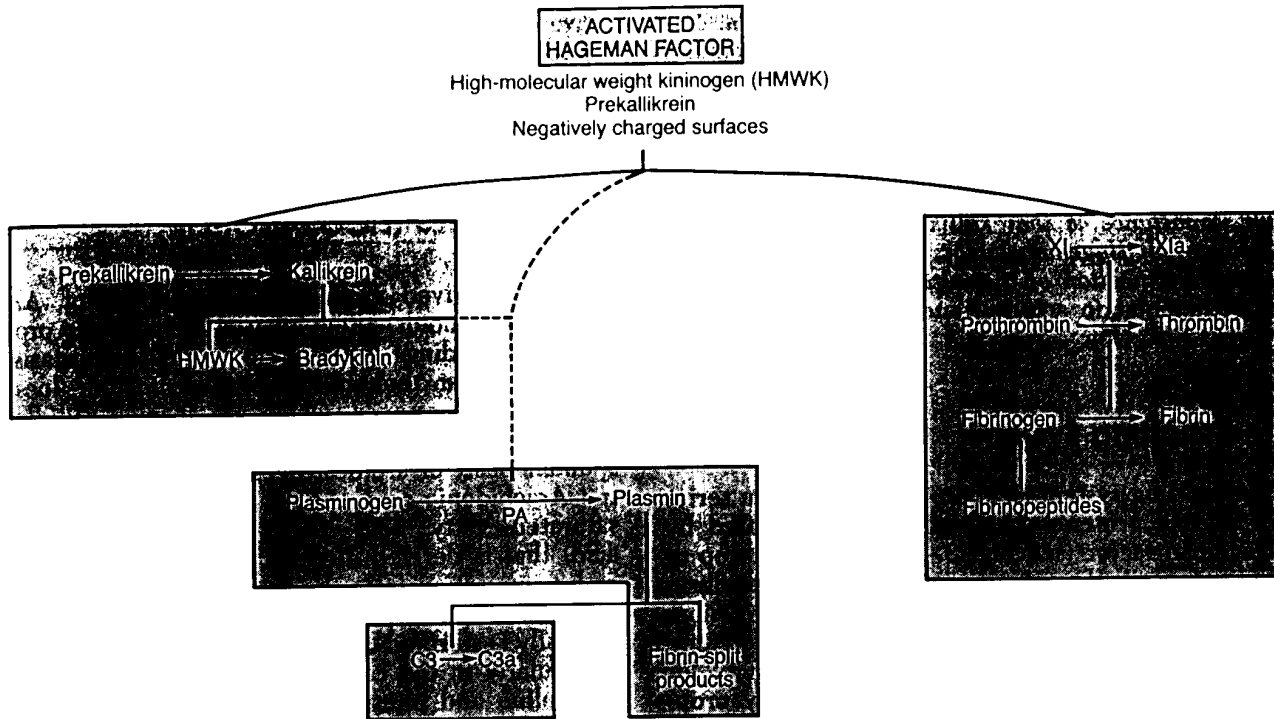 ACTIVATED
HAGEMAN FACTOR
High-molecular weight kininogen (HMWK)
Prekallikrein
Negatively charged surfaces
Prekallikrein
Kallikrein
HMWK
Bradykinin
XI
XIa
Prothrombin
Thrombin
Fibrinogen
Fibrin
Fibrinopeptides
Plasminogen
PA
Plasmin
C3
C3a
Fibrin-split
products